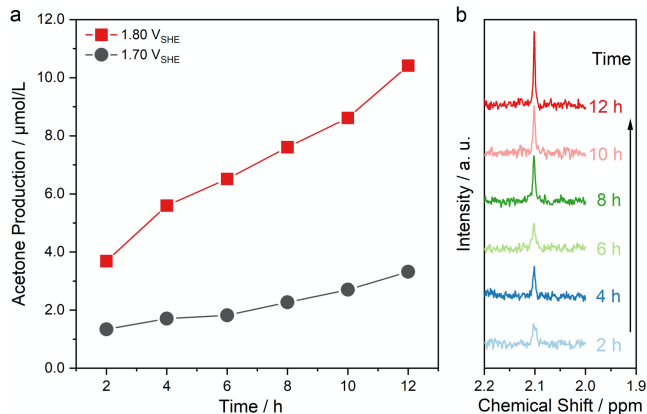 a
1.80 V_SHE
1.70 V_SHE
Acetone Production / μmol/L
12.0
10.0
8.0
6.0
4.0
2.0
0.0
2 4 6 8 10 12
Time / h
b
Time
12 h
10 h
8 h
6 h
4 h
2 h
Intensity / a. u.
2.2 2.1 2.0 1.9
Chemical Shift / ppm